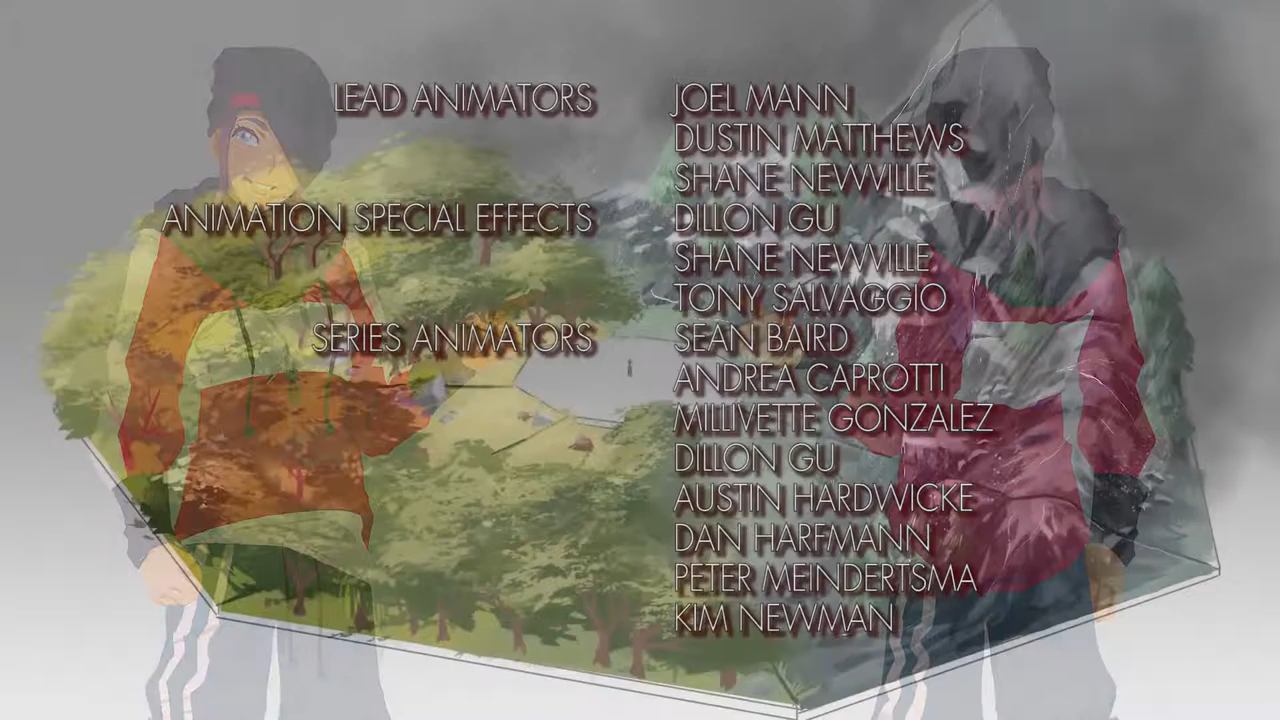 LEAD ANIMATORS JOEL MANN
DUSTIN MATTHEWS
SHANE NEWVILLE
ANIMATION SPECIAL EFFECTS DILLON GU
SHANE NEWVILLE
TONY SALVAGGIO
SERIES ANIMATORS SEAN BAIRD
ANDREA CAPROTTI
MILLIVETTE GONZALEZ
DILLON GU
AUSTIN HARDWICKE
DAN HARFMANN
PETER MEINDERTSMA
KIM NEWMAN